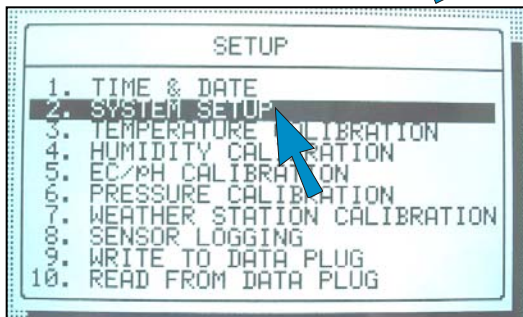 SETUP
1. TIME & DATE
2. SYSTEM SETUP
3. TEMPERATURE CALIBRATION
4. HUMIDITY CALIBRATION
5. EC/PH CALIBRATION
6. PRESSURE CALIBRATION
7. WEATHER STATION CALIBRATION
8. SENSOR LOGGING
9. WRITE TO DATA PLUG
10. READ FROM DATA PLUG